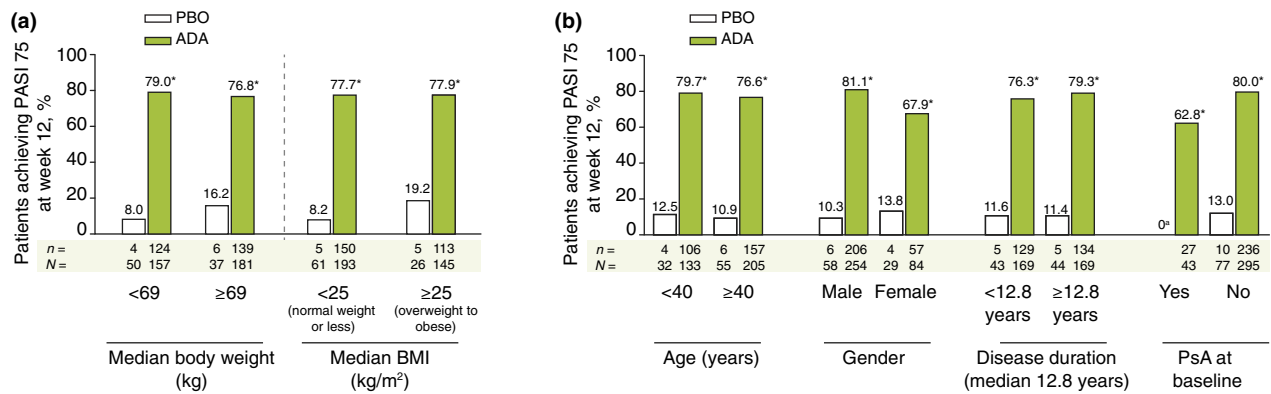 (a)
PBO
ADA
Patients achieving PASI 75
at week 12, %
100
80
60
40
20
0
8.0 79.0* 16.2 76.8* 8.2 77.7* 19.2 77.9*
n = 4 124 6 139 5 150 5 113
N = 50 157 37 181 61 193 26 145
<69 ≥69 <25 ≥25
(normal weight or less) (overweight to obese)
Median body weight (kg)
Median BMI (kg/m²)
(b)
PBO
ADA
Patients achieving PASI 75
at week 12, %
100
80
60
40
20
0
12.5 79.7* 10.9 76.6* 10.3 81.1* 13.8 67.9* 11.6 76.3* 11.4 79.3* 0ᵃ 62.8* 13.0 80.0*
n = 4 106 6 157 6 206 4 57 5 129 5 134 27 10 236
N = 32 133 55 205 58 254 29 84 43 169 44 169 43 77 295
<40 ≥40 Male Female <12.8 years ≥12.8 years Yes No
Age (years)
Gender
Disease duration
(median 12.8 years)
PsA at
baseline